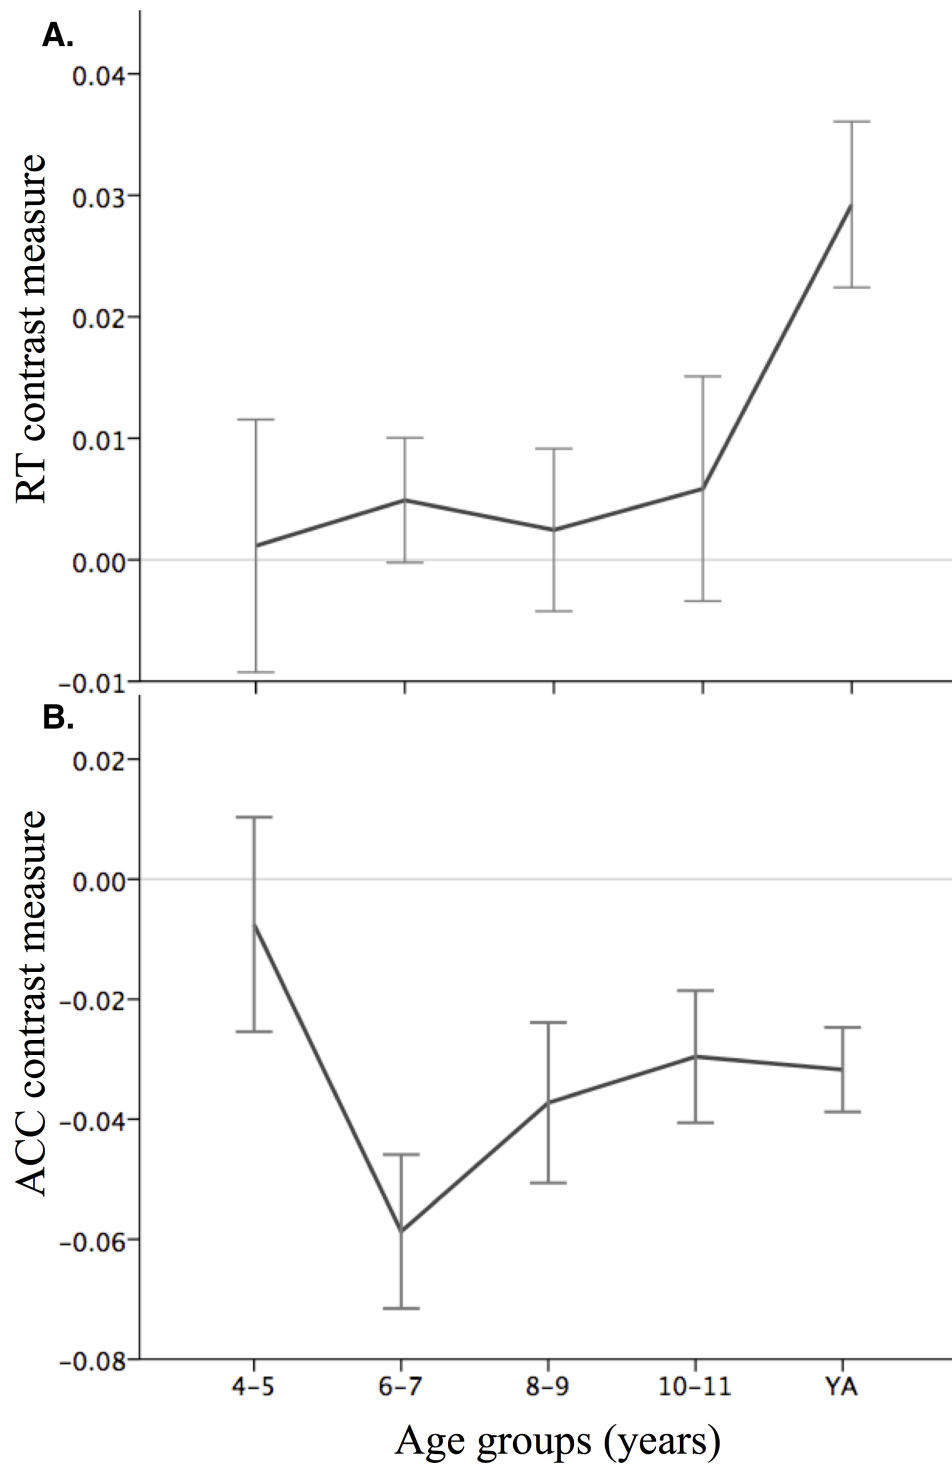 A.
RT contrast measure
0.04
0.03
0.02
0.01
0.00
−0.01
B.
ACC contrast measure
0.02
0.00
−0.02
−0.04
−0.06
−0.08
4–5 6–7 8–9 10–11 YA
Age groups (years)